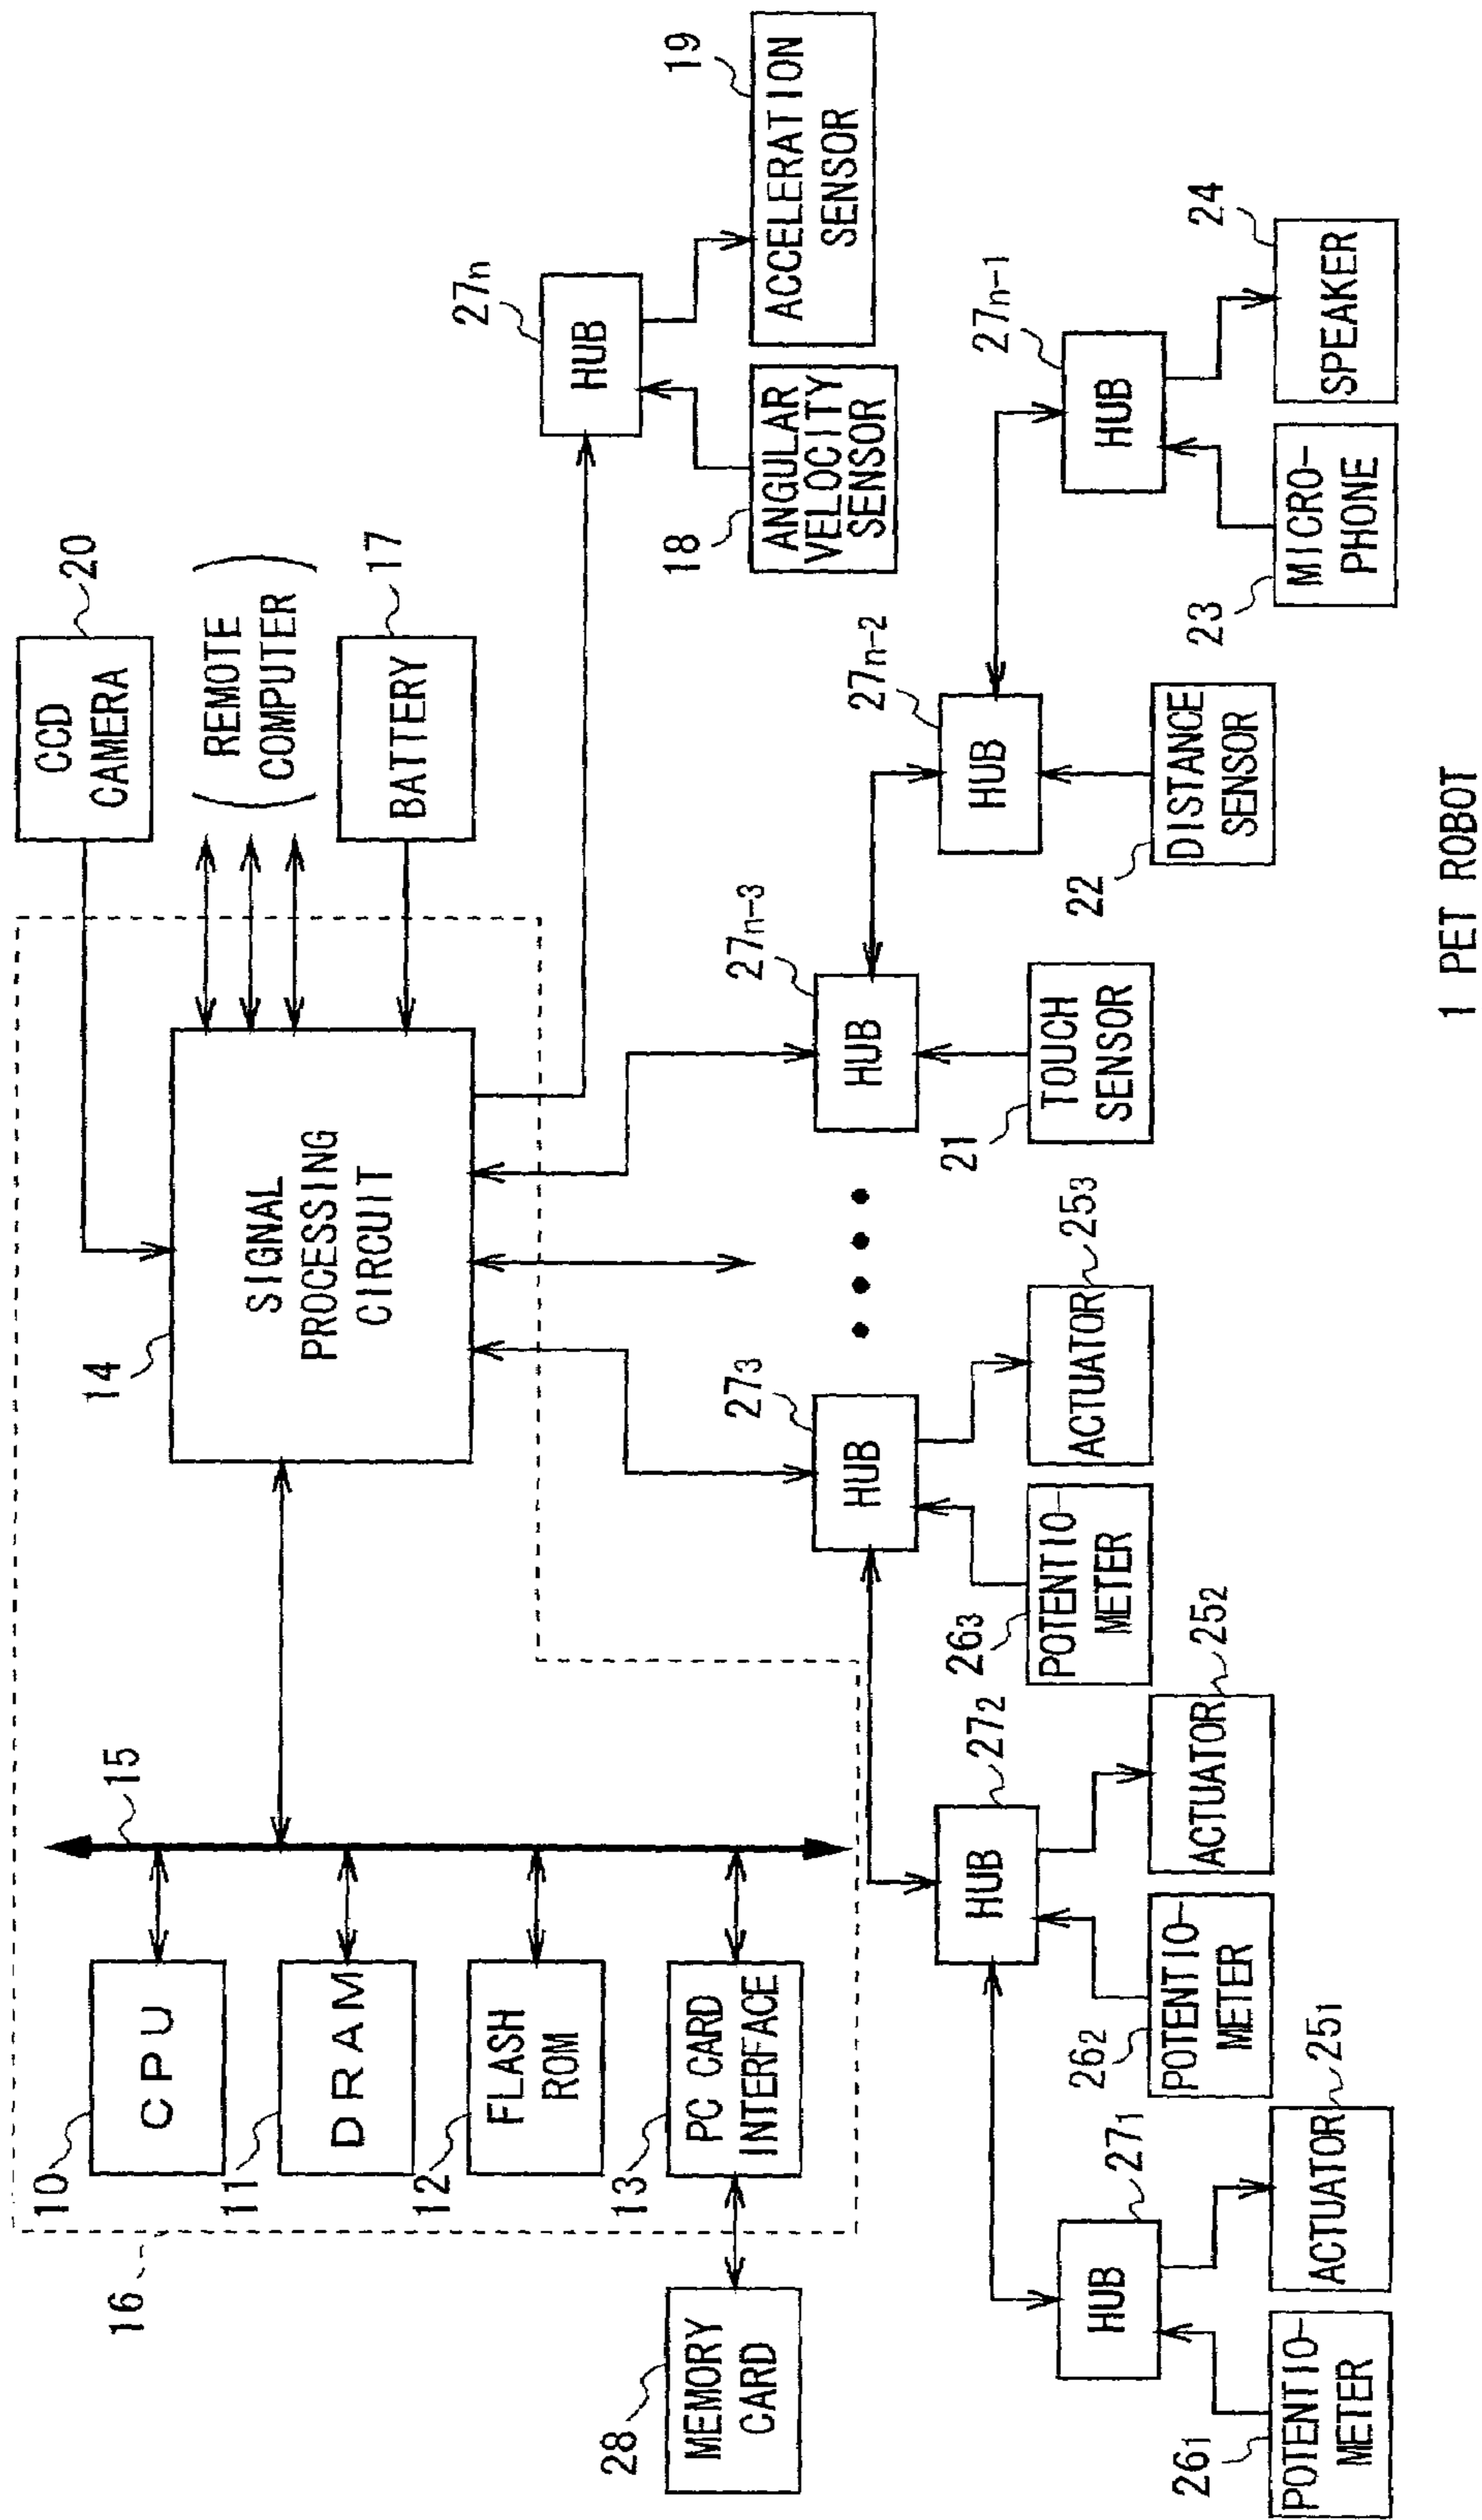 20
CCD
CAMERA
REMOTE
COMPUTER
17
BATTERY
14
SIGNAL
PROCESSING
CIRCUIT
15
16
10
CPU
11
DRAM
12
FLASH
ROM
13
PC CARD
INTERFACE
28
MEMORY
CARD
27n
HUB
19
ACCELERATION
SENSOR
18
ANGULAR
VELOCITY
SENSOR
273
HUB
263
POTENTIO-
METER
ACTUATOR
253
27n-3
HUB
21
TOUCH
SENSOR
272
HUB
262
POTENTIO-
METER
ACTUATOR
252
27n-2
HUB
22
DISTANCE
SENSOR
271
HUB
261
POTENTIO-
METER
ACTUATOR
251
27n-1
HUB
23
MICRO-
PHONE
24
SPEAKER
1 PET ROBOT